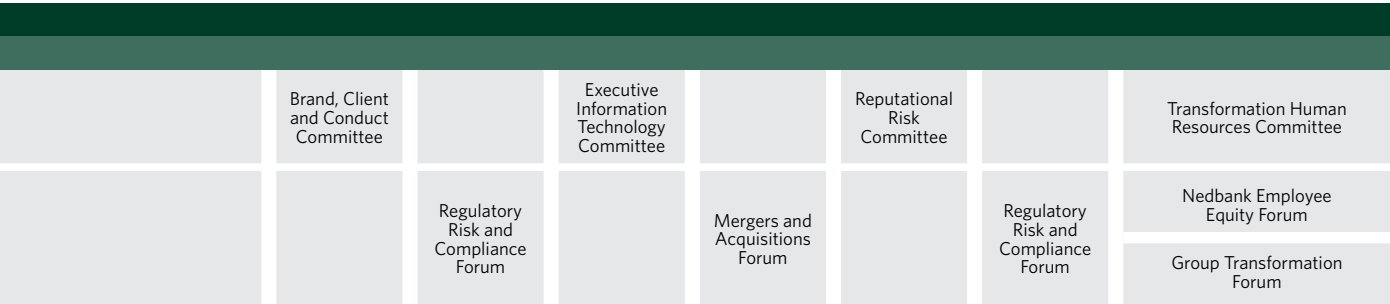 Brand, Client
and Conduct
Committee
Executive
Information
Technology
Committee
Reputational
Risk
Committee
Transformation Human
Resources Committee
Regulatory
Risk and
Compliance
Forum
Mergers and
Acquisitions
Forum
Regulatory
Risk and
Compliance
Forum
Nedbank Employee
Equity Forum
Group Transformation
Forum